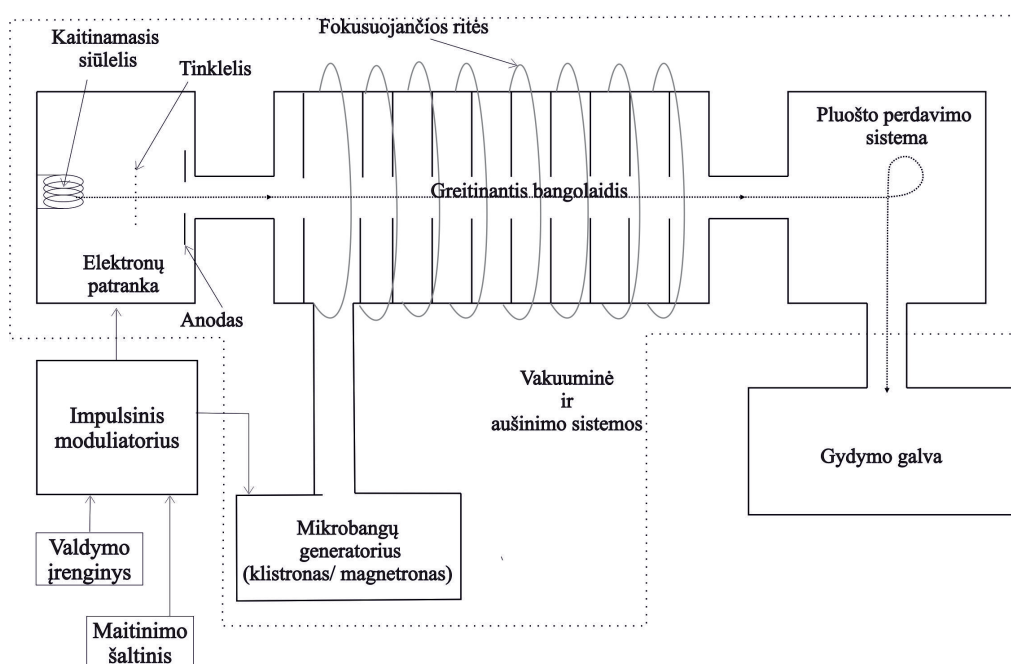 Fokusuojančios ritės
Kaitinamasis
siūlelis
Tinklelis
Pluošto perdavimo
sistema
Greitinantis bangolaidis
Elektronų
patranka
Anodas
Vakuuminė
ir
aušinimo sistemos
Impulsinis
moduliatorius
Gydymo galva
Mikrobangų
generatorius
(klistronas/ magnetronas)
Valdymo
įrenginys
Maitinimo
šaltinis